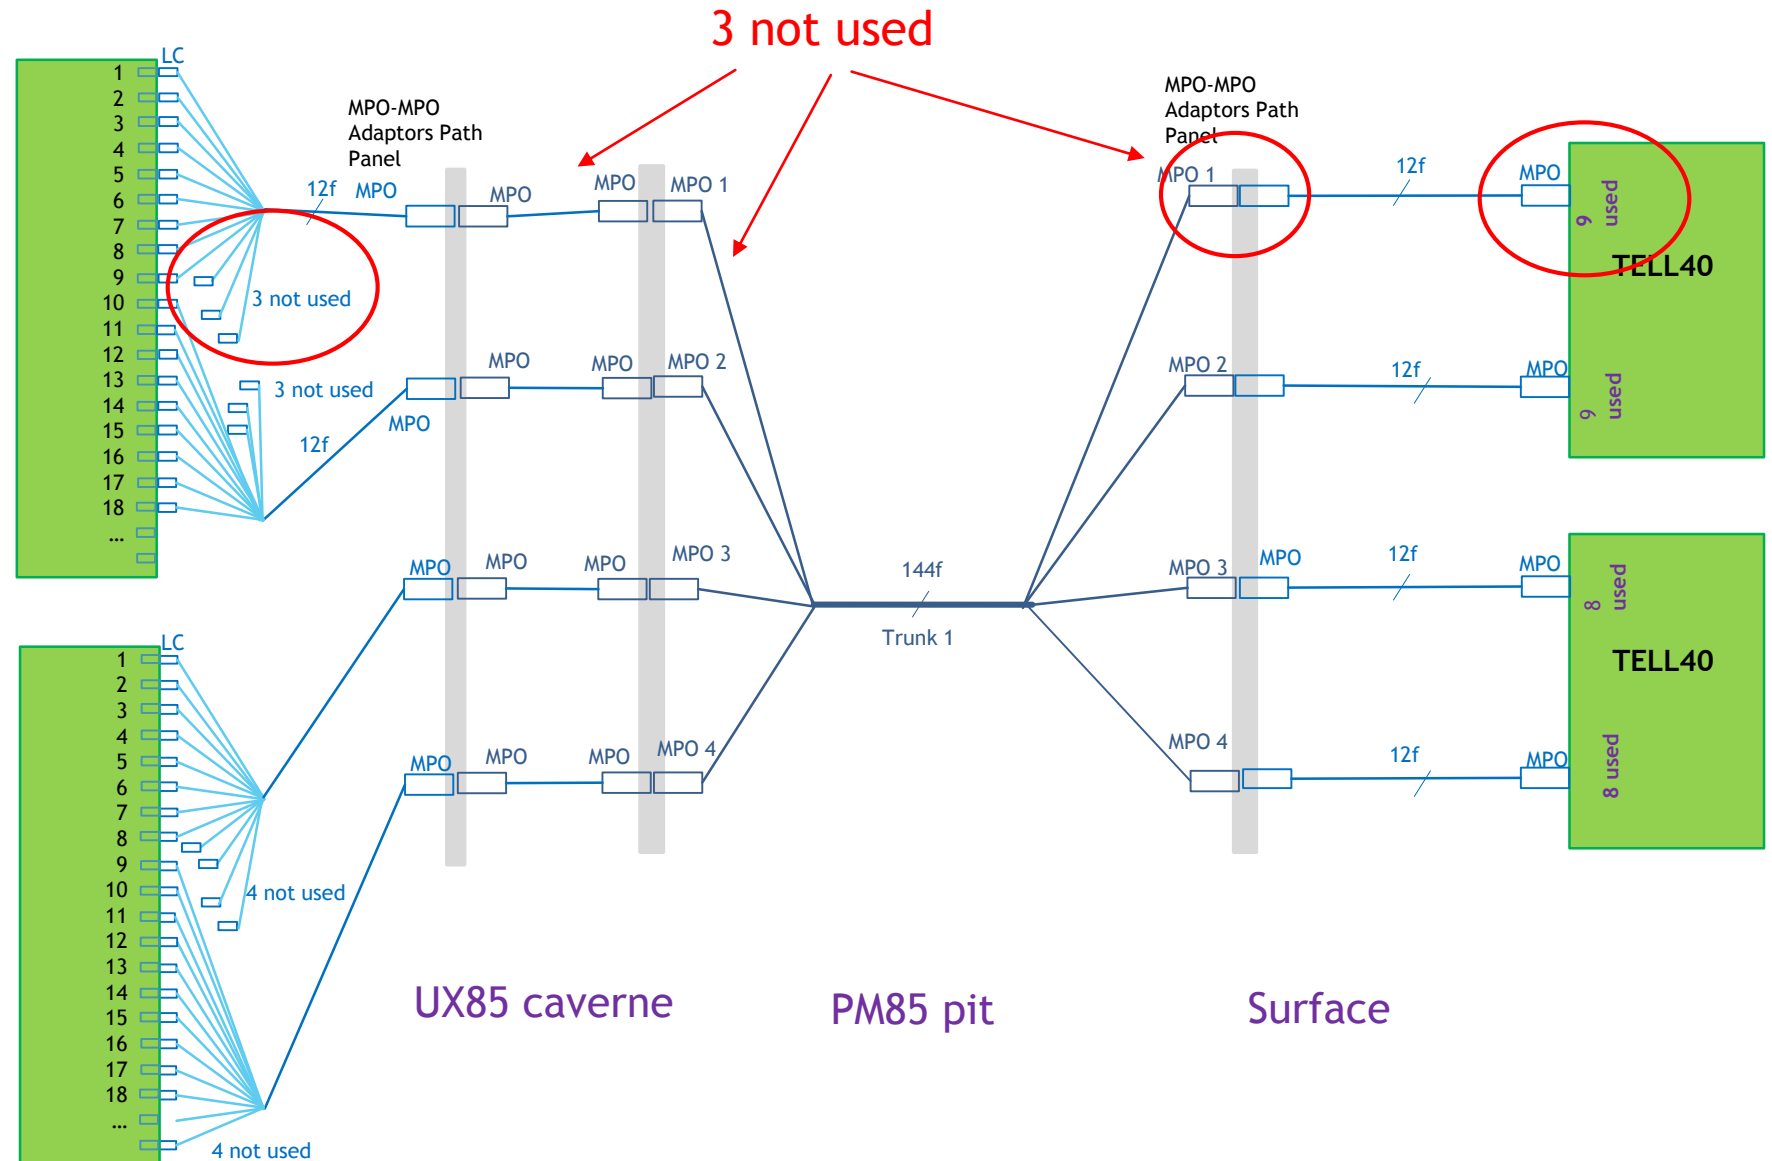 3 not used
LC
1
2
3
4
5
6
7
8
9
10
11
12
13
14
15
16
17
18
...
MPO-MPO
Adaptors Path
Panel
12f
MPO
MPO
MPO
MPO 1
3 not used
3 not used
12f
MPO
MPO
MPO
MPO 2
MPO
MPO
MPO
MPO 3
MPO
MPO
MPO
MPO 4
LC
1
2
3
4
5
6
7
8
9
10
11
12
13
14
15
16
17
18
...
4 not used
4 not used
144f
Trunk 1
MPO-MPO
Adaptors Path
Panel
MPO 1
12f
MPO
9
used
TELL40
MPO 2
12f
MPO
9
used
MPO 3
MPO
12f
MPO
8
used
TELL40
MPO 4
12f
MPO
8 used
UX85 caverne
PM85 pit
Surface